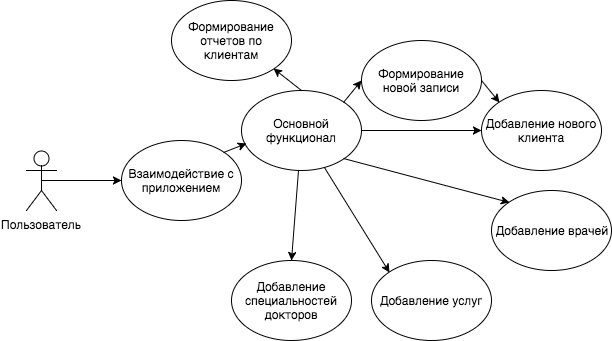 Формирование
отчетов по
клиентам
Формирование
новой записи
Основной
функционал
Добавление нового
клиента
Взаимодействие с
приложением
Пользователь
Добавление врачей
Добавление
специальностей
докторов
Добавление услуг